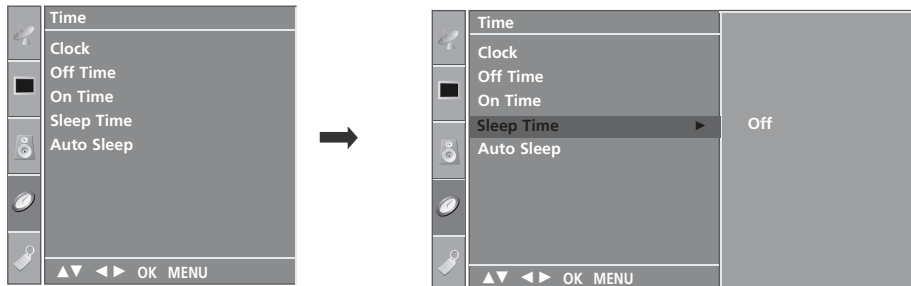 Time
Clock
Off Time
On Time
Sleep Time
Auto Sleep
▲▼ ◄► OK MENU
Time
Clock
Off Time
On Time
Sleep Time ► Off
Auto Sleep
▲▼ ◄► OK MENU